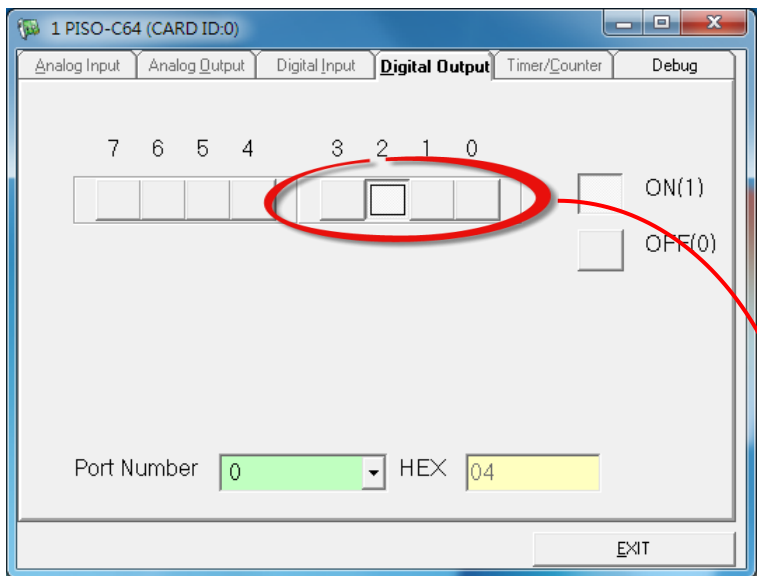 1 PISO-C64 (CARD ID:0)
Analog Input Analog Output Digital Input Digital Output Timer/Counter Debug
7 6 5 4 3 2 1 0
ON(1)
OFF(0)
Port Number 0 HEX 04
EXIT